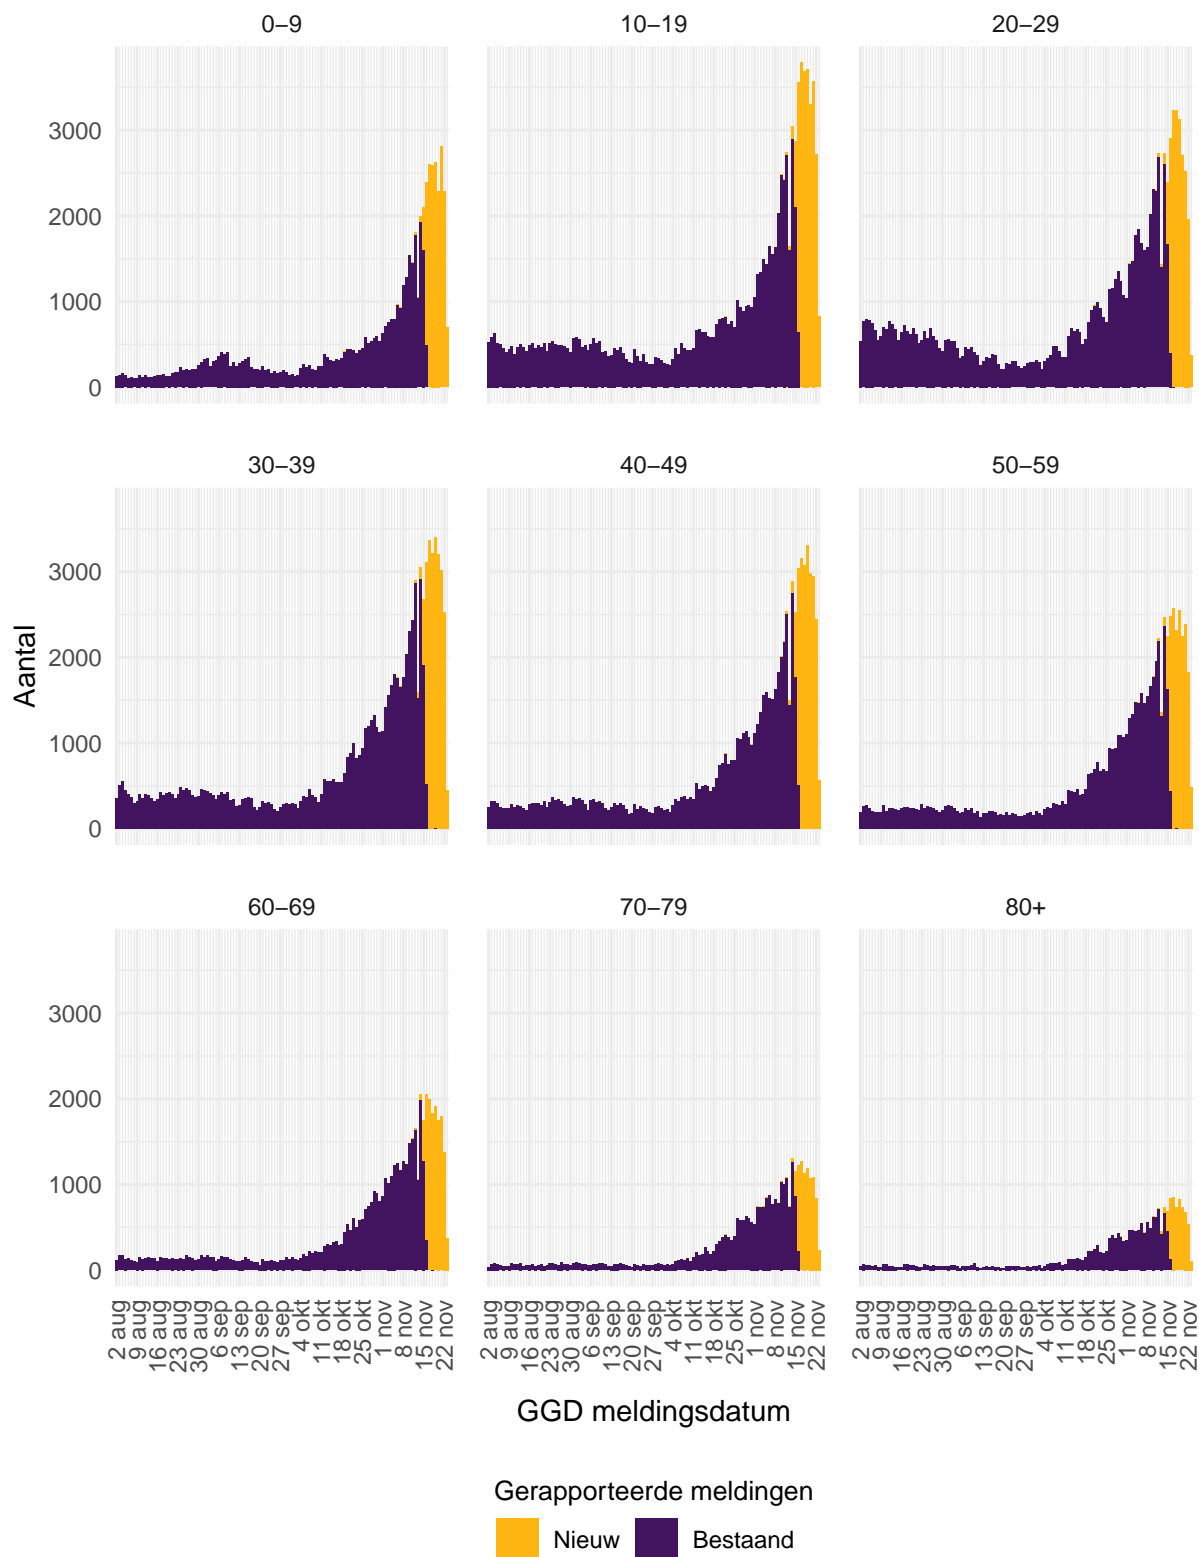 0−9 10−19 20−29
3000
2000
1000
0
30−39 40−49 50−59
3000
2000
1000
0
Aantal
60−69 70−79 80+
3000
2000
1000
0
2 aug 9 aug 16 aug 23 aug 30 aug 6 sep 13 sep 20 sep 27 sep 4 okt 11 okt 18 okt 25 okt 1 nov 8 nov 15 nov 22 nov
2 aug 9 aug 16 aug 23 aug 30 aug 6 sep 13 sep 20 sep 27 sep 4 okt 11 okt 18 okt 25 okt 1 nov 8 nov 15 nov 22 nov
2 aug 9 aug 16 aug 23 aug 30 aug 6 sep 13 sep 20 sep 27 sep 4 okt 11 okt 18 okt 25 okt 1 nov 8 nov 15 nov 22 nov
GGD meldingsdatum
Gerapporteerde meldingen
Nieuw Bestaand